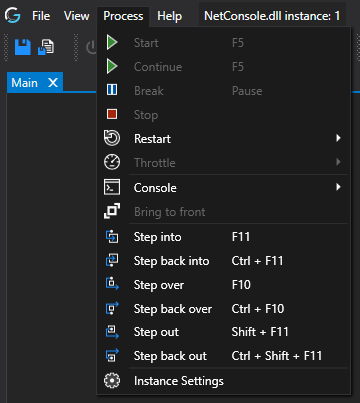 File View Process Help NetConsole.dll instance: 1
Main
Start F5
Continue F5
Break Pause
Stop
Restart
Throttle
Console
Bring to front
Step into F11
Step back into Ctrl + F11
Step over F10
Step back over Ctrl + F10
Step out Shift + F11
Step back out Ctrl + Shift + F11
Instance Settings